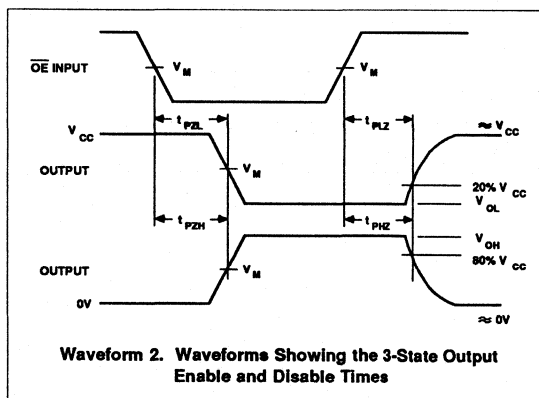 OE INPUT
V M
V M
t PZL
t PLZ
V CC
≈ V CC
OUTPUT
V M
20% V CC
V OL
t PZH
t PHZ
V OH
OUTPUT
V M
80% V CC
0V
≈ 0V
Waveform 2. Waveforms Showing the 3-State Output
Enable and Disable Times